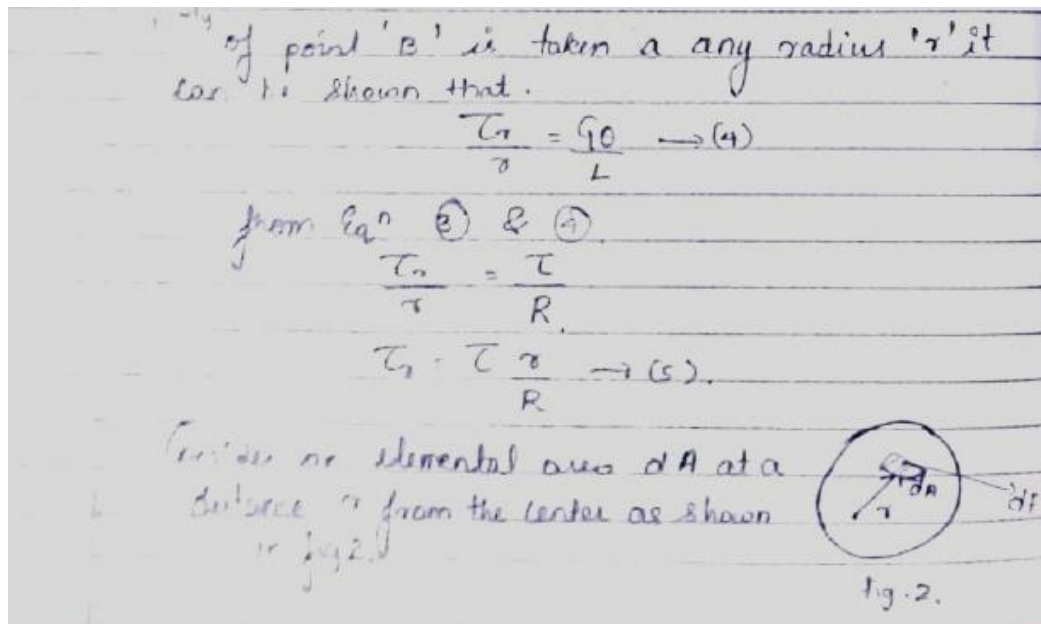 of point 'B' is taken a any radius 'r' it
can be shown that.
τr / r = Gθ / L → (4)
from Eqn ③ & ④
τr / r = τ / R.
τr = τ r / R → (5).
Consider an elemental area dA at a
distance r from the center as shown
in fig 2.
dA
r
dF
fig. 2.